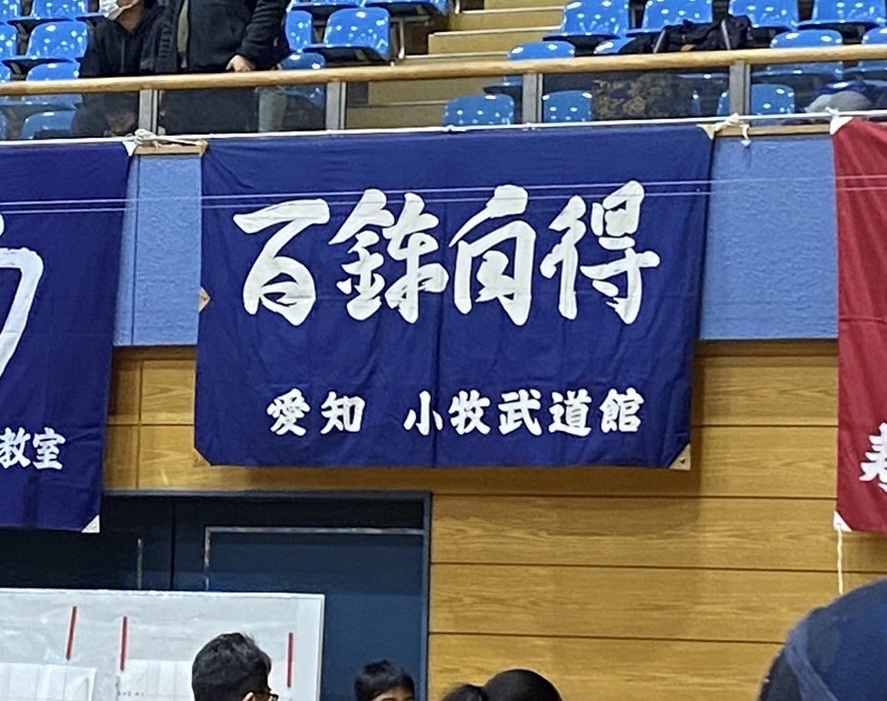 百錬自得
愛知 小牧武道館
教室